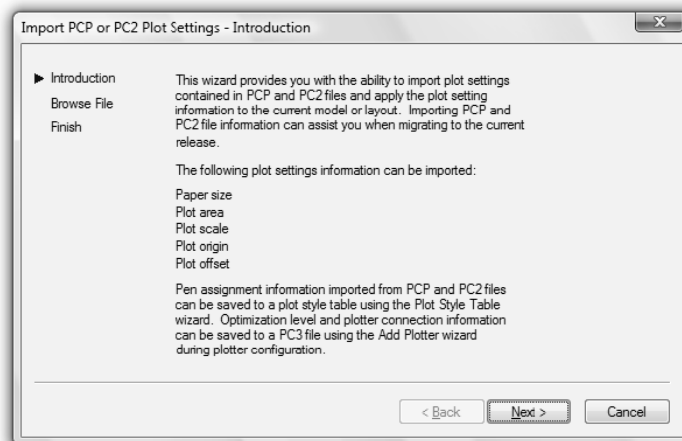 Import PCP or PC2 Plot Settings - Introduction
Introduction
Browse File
Finish
This wizard provides you with the ability to import plot settings
contained in PCP and PC2 files and apply the plot setting
information to the current model or layout. Importing PCP and
PC2 file information can assist you when migrating to the current
release.
The following plot settings information can be imported:
Paper size
Plot area
Plot scale
Plot origin
Plot offset
Pen assignment information imported from PCP and PC2 files
can be saved to a plot style table using the Plot Style Table
wizard. Optimization level and plotter connection information
can be saved to a PC3 file using the Add Plotter wizard
during plotter configuration.
< Back
Next >
Cancel